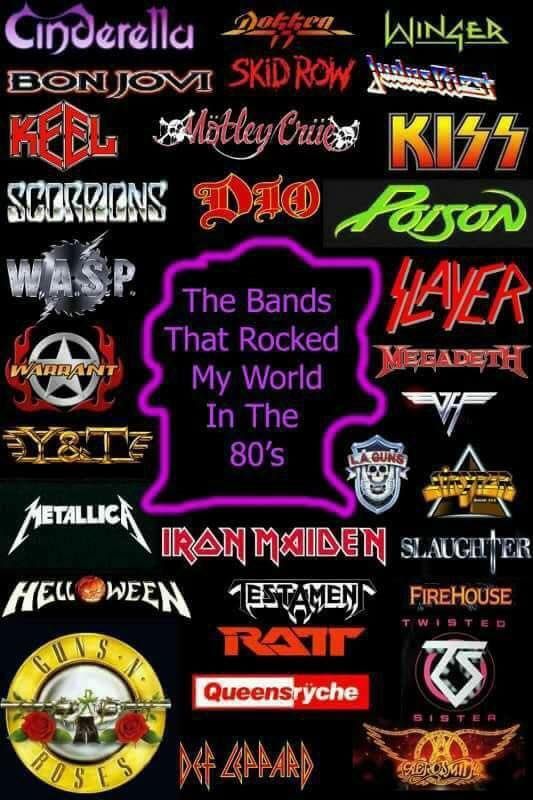 Cinderella
Dokken
WINGER
BON JOVI
SKID ROW
Judas Priest
KEEL
Mötley Crüe
KISS
SCORPIONS
DIO
POISON
W.A.S.P.
The Bands
That Rocked
My World
In The
80's
SLAYER
MEGADETH
WARRANT
VH
Y&T
L.A. GUNS
STRYPER
METALLICA
IRON MAIDEN
SLAUGHTER
HELLOWEEN
TESTAMENT
FIREHOUSE
RATT
TWISTED
TS
SISTER
GUNS N'
ROSES
Queensrÿche
DEF LEPPARD
AEROSMITH